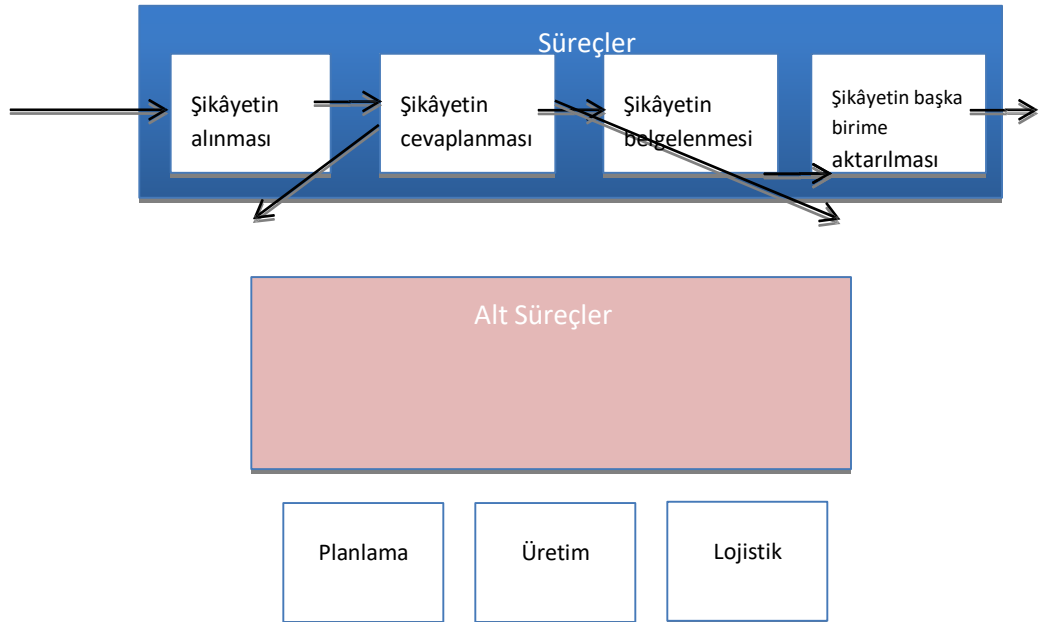 Süreçler
Şikâyetin
alınması
Şikâyetin
cevaplanması
Şikâyetin
belgelenmesi
Şikâyetin başka
birime
aktarılması
Alt Süreçler
Planlama
Üretim
Lojistik